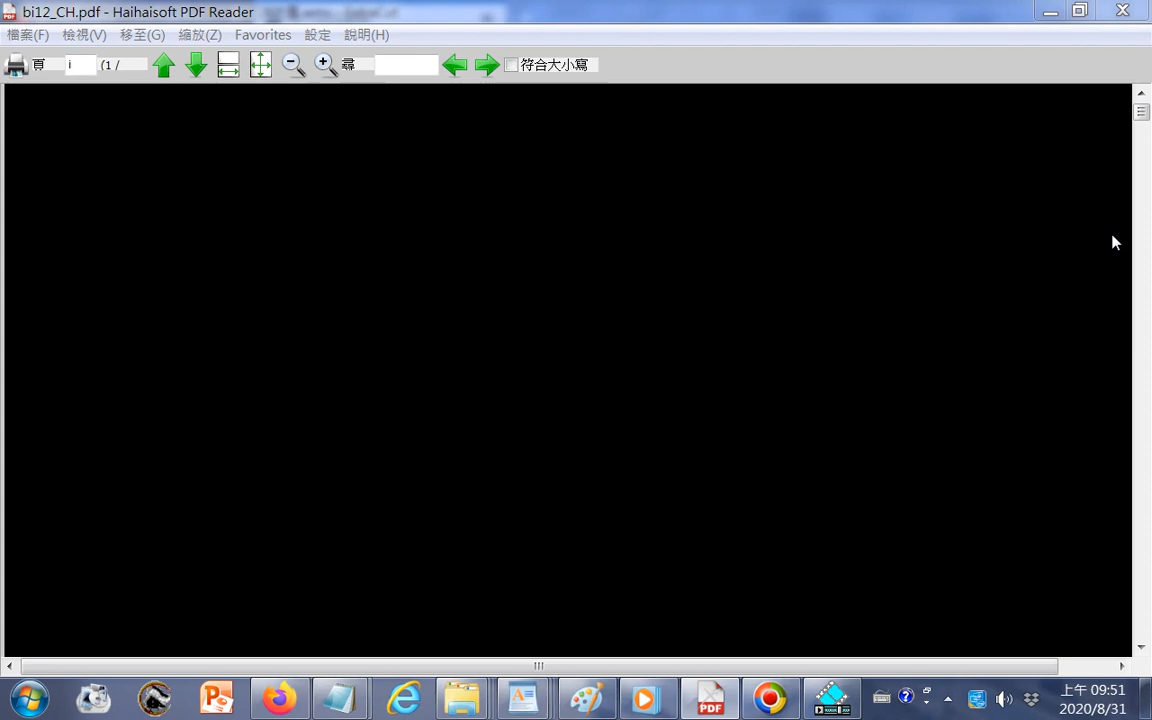 bi12_CH.pdf - Haihaisoft PDF Reader
檔案(F) 檢視(V) 移至(G) 縮放(Z) Favorites 設定 說明(H)
頁 i (1 / 尋 符合大小寫
上午 09:51
2020/8/31